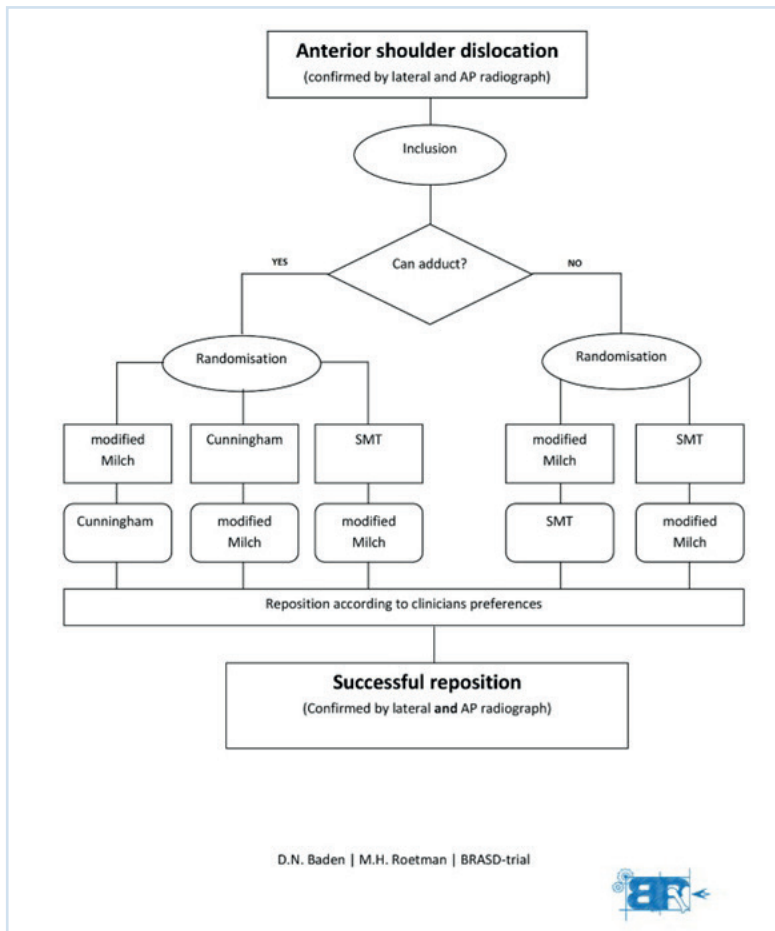 Anterior shoulder dislocation
(confirmed by lateral and AP radiograph)
Inclusion
Can adduct?
YES
NO
Randomisation
Randomisation
modified
Milch
Cunningham
SMT
modified
Milch
SMT
Cunningham
modified
Milch
modified
Milch
SMT
modified
Milch
Reposition according to clinicians preferences
Successful reposition
(Confirmed by lateral and AP radiograph)
D.N. Baden | M.H. Roetman | BRASD-trial
BR